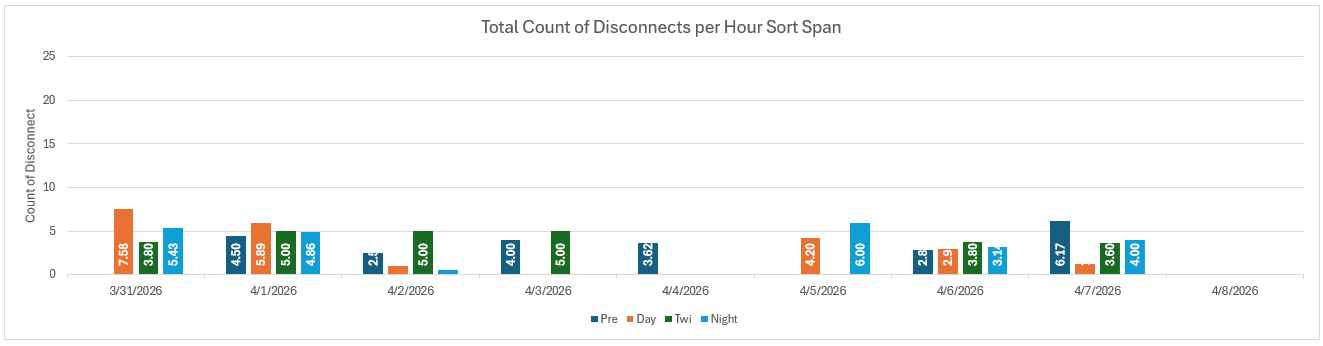 Total Count of Disconnects per Hour Sort Span
25
20
15
10
5
0
Count of Disconnect
7.58 3.80 5.43
4.50 5.89 5.00 4.86
5.00
4.00 5.00
3.62
4.20 6.00
3.80
6.17 3.60 4.00
3/31/2026 4/1/2026 4/2/2026 4/3/2026 4/4/2026 4/5/2026 4/6/2026 4/7/2026 4/8/2026
Pre Day Twi Night